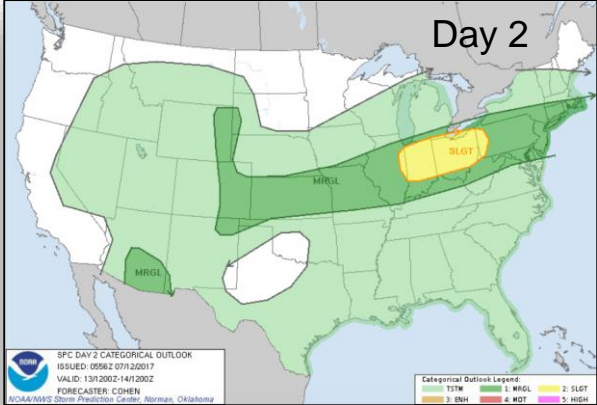 Day 2
SLGT
MRGL
MRGL
NOAA
SPC DAY 2 CATEGORICAL OUTLOOK
ISSUED: 0556Z 07/12/2017
VALID: 13/1200Z-14/1200Z
FORECASTER: COHEN
NOAA/NWS Storm Prediction Center, Norman, Oklahoma
Categorical Outlook Legend:
TSTM 1: MRGL 2: SLGT
3: ENH 4: MDT 5: HIGH